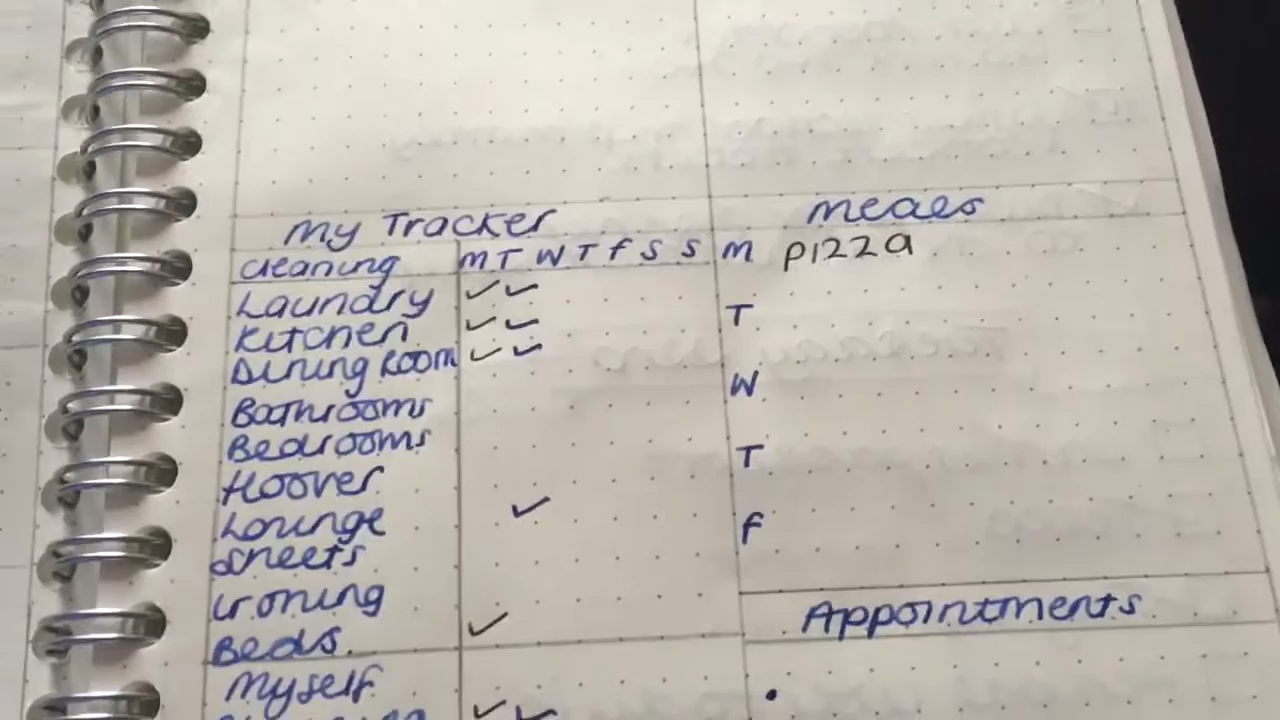 My Tracker
Cleaning M T W T F S S
Laundry ✓ ✓
Kitchen ✓ ✓
Dining Room ✓ ✓
Bathrooms
Bedrooms
Hoover
Lounge ✓
Sheets
Ironing
Beds ✓
Myself
Meals
M pizza
T
W
T
F
Appointments